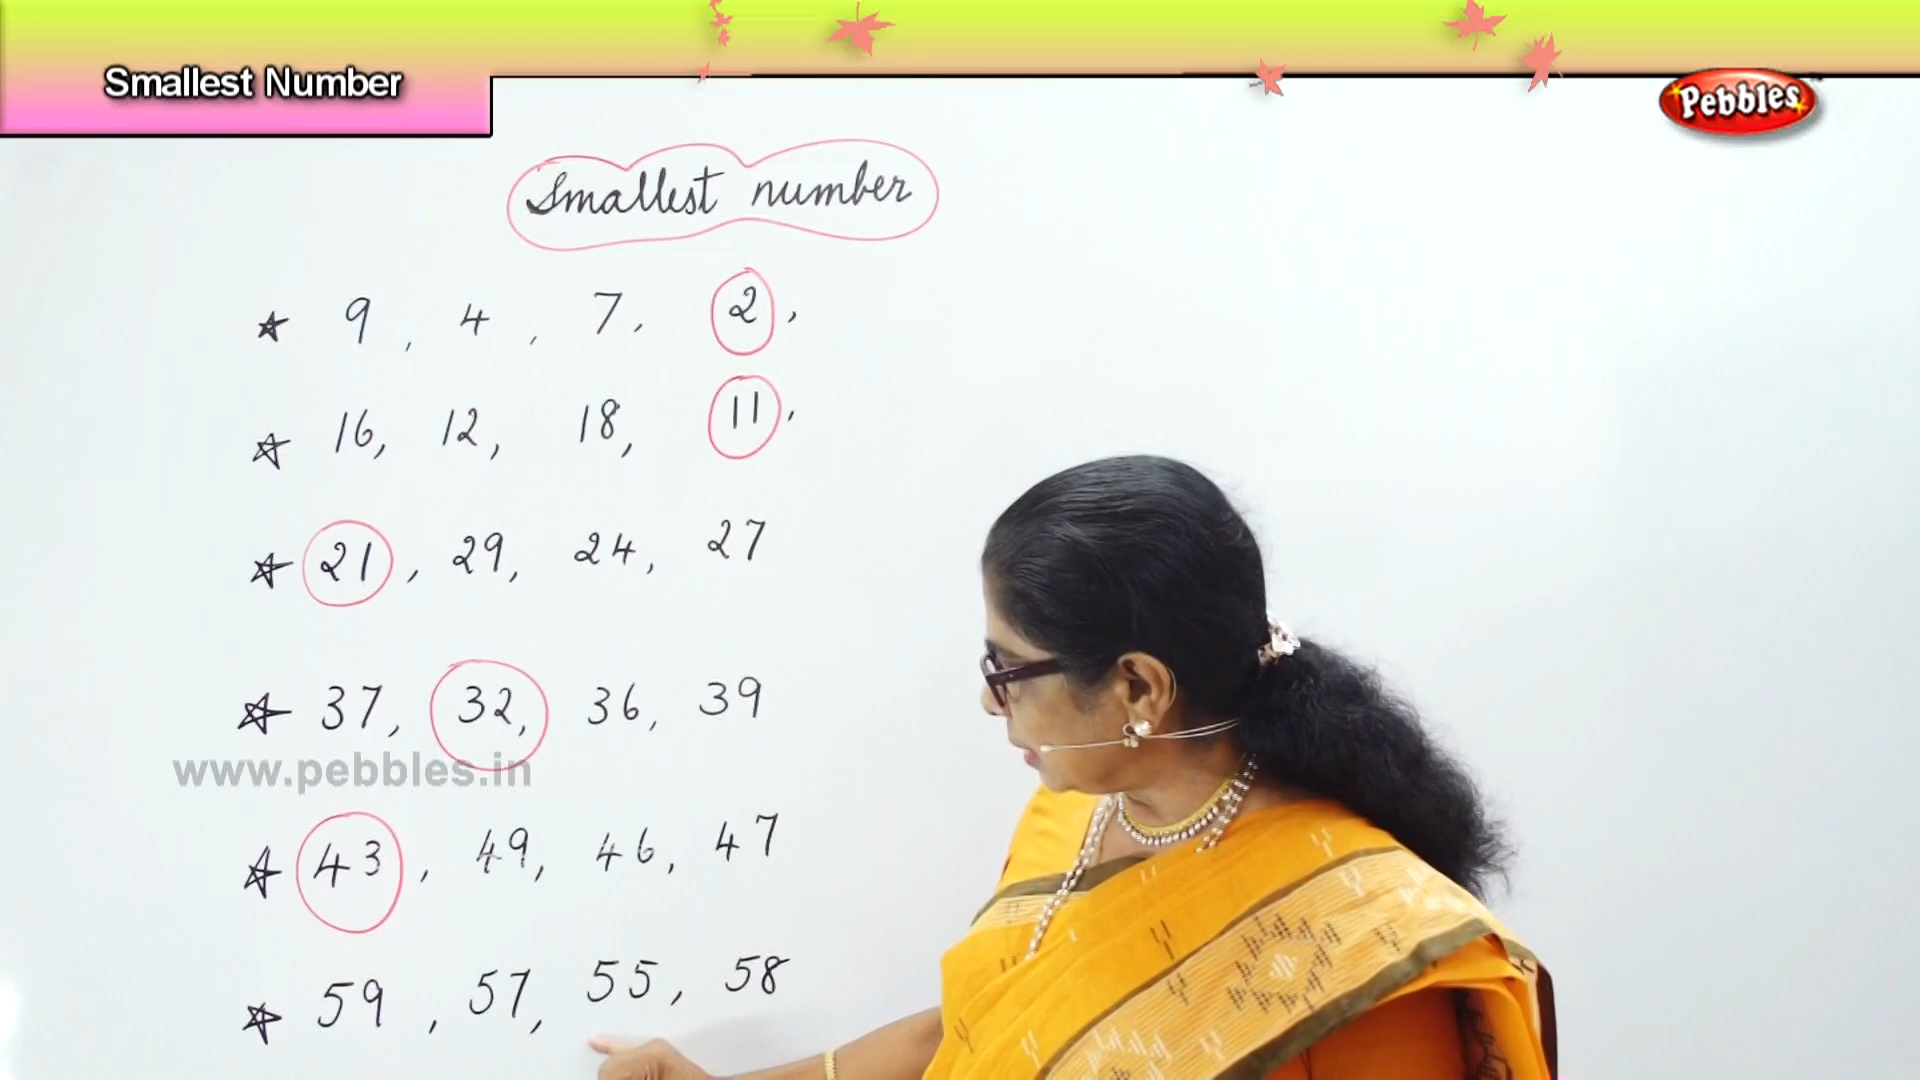 Smallest Number
Pebbles
Smallest number
9, 4, 7, 2,
16, 12, 18, 11,
21, 29, 24, 27
37, 32, 36, 39
www.pebbles.in
43, 49, 46, 47
59, 57, 55, 58